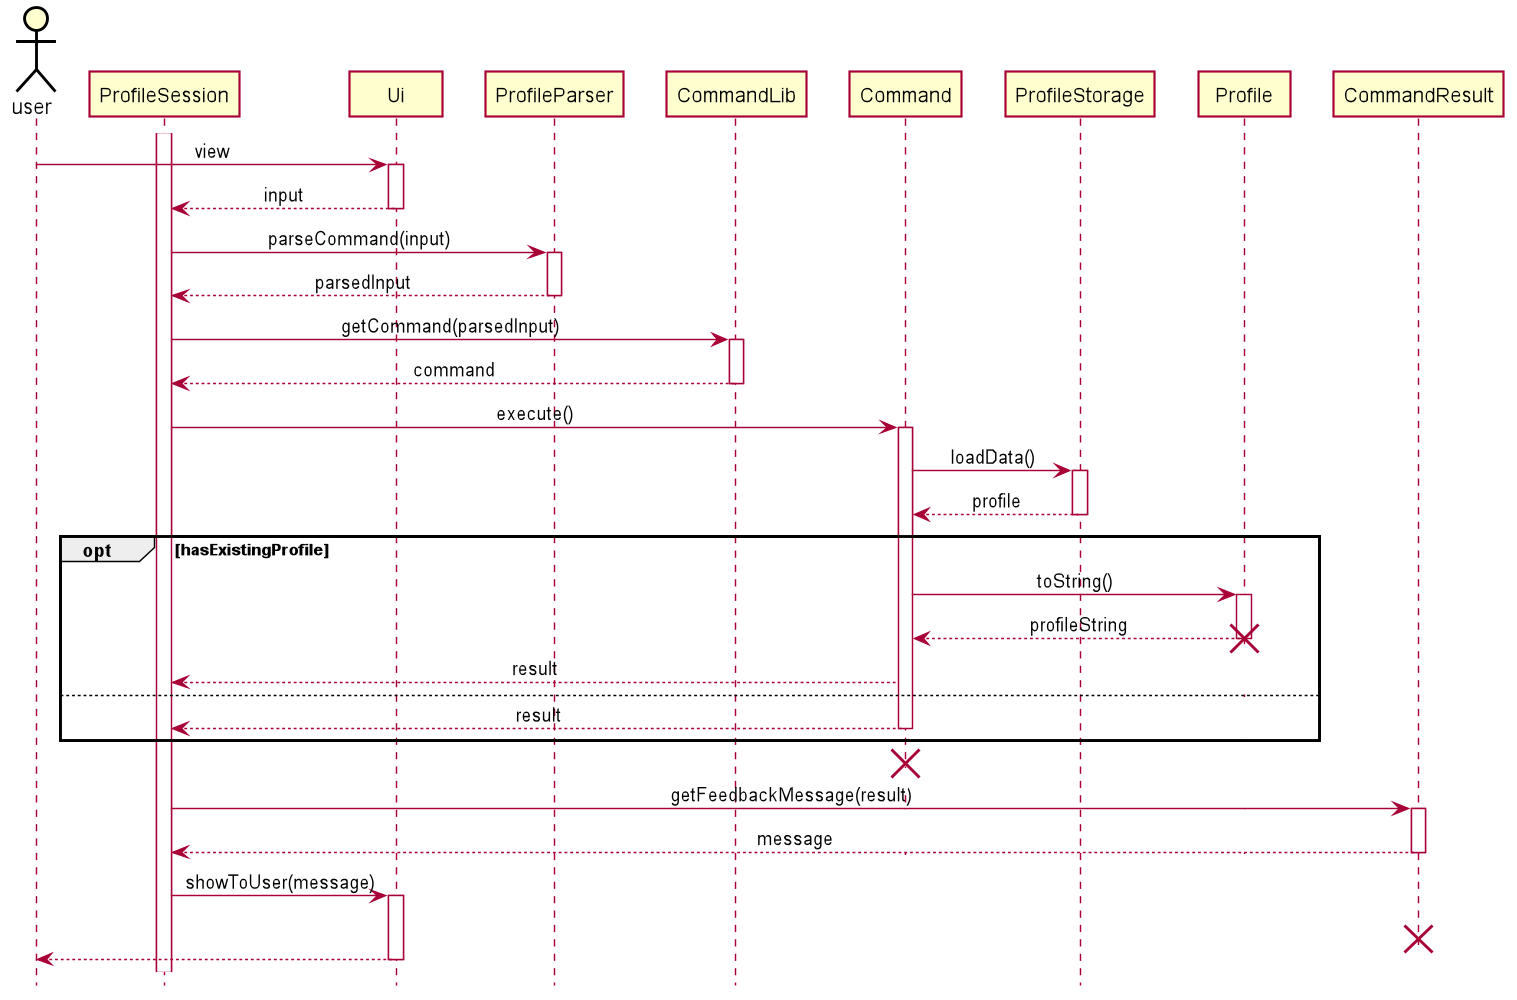 user
ProfileSession
Ui
ProfileParser
CommandLib
Command
ProfileStorage
Profile
CommandResult
view
input
parseCommand(input)
parsedInput
getCommand(parsedInput)
command
execute()
loadData()
profile
opt
[hasExistingProfile]
toString()
profileString
result
result
getFeedbackMessage(result)
message
showToUser(message)